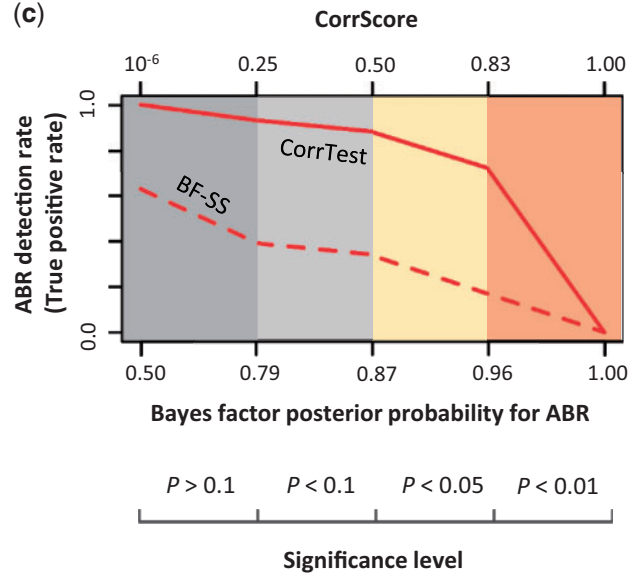 (c)
CorrScore
10⁻⁶ 0.25 0.50 0.83 1.00
ABR detection rate
(True positive rate)
1.0
0.0
CorrTest
BF-SS
0.50 0.79 0.87 0.96 1.00
Bayes factor posterior probability for ABR
P > 0.1 P < 0.1 P < 0.05 P < 0.01
Significance level